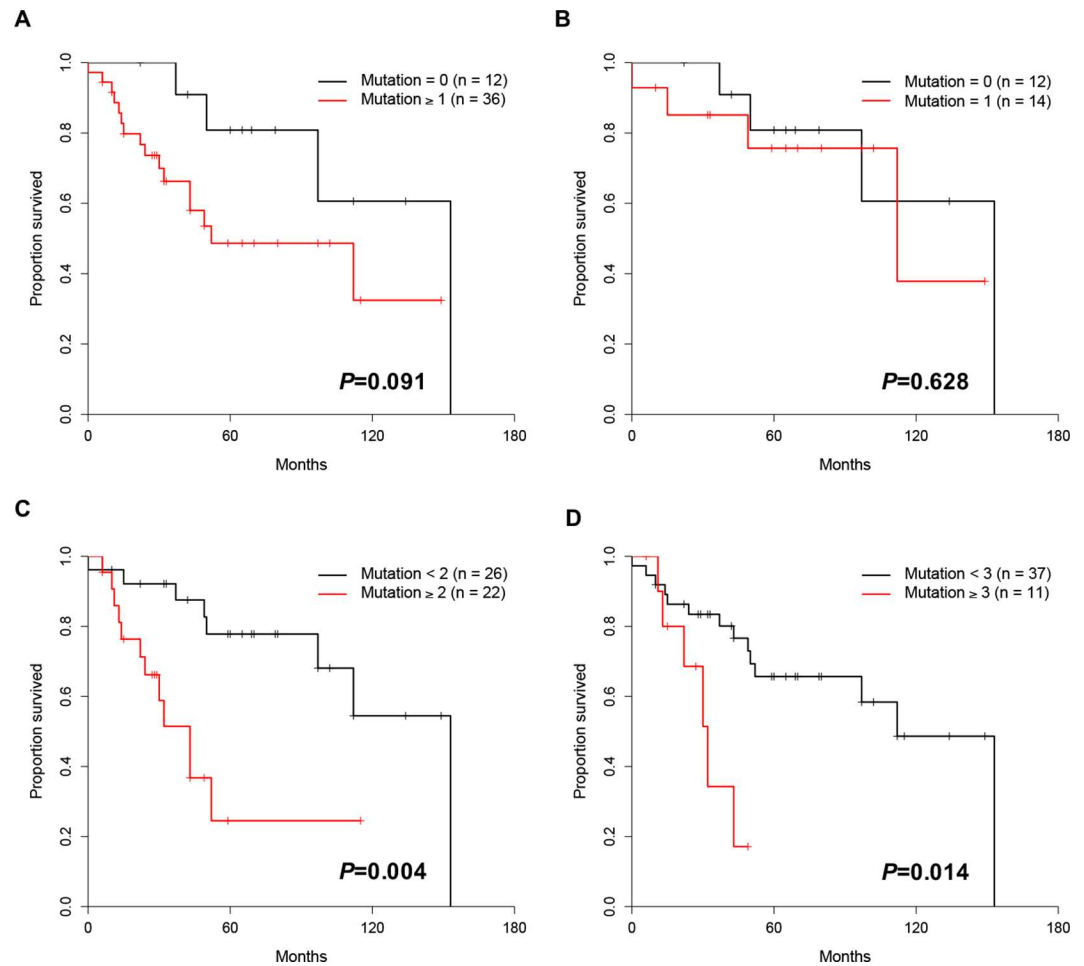 A
Proportion survived
1.0
0.8
0.6
0.4
0.2
0.0
Mutation = 0 (n = 12)
Mutation ≥ 1 (n = 36)
P=0.091
0 60 120 180
Months
B
Proportion survived
1.0
0.8
0.6
0.4
0.2
0.0
Mutation = 0 (n = 12)
Mutation = 1 (n = 14)
P=0.628
0 60 120 180
Months
C
Proportion survived
1.0
0.8
0.6
0.4
0.2
0.0
Mutation < 2 (n = 26)
Mutation ≥ 2 (n = 22)
P=0.004
0 60 120 180
Months
D
Proportion survived
1.0
0.8
0.6
0.4
0.2
0.0
Mutation < 3 (n = 37)
Mutation ≥ 3 (n = 11)
P=0.014
0 60 120 180
Months